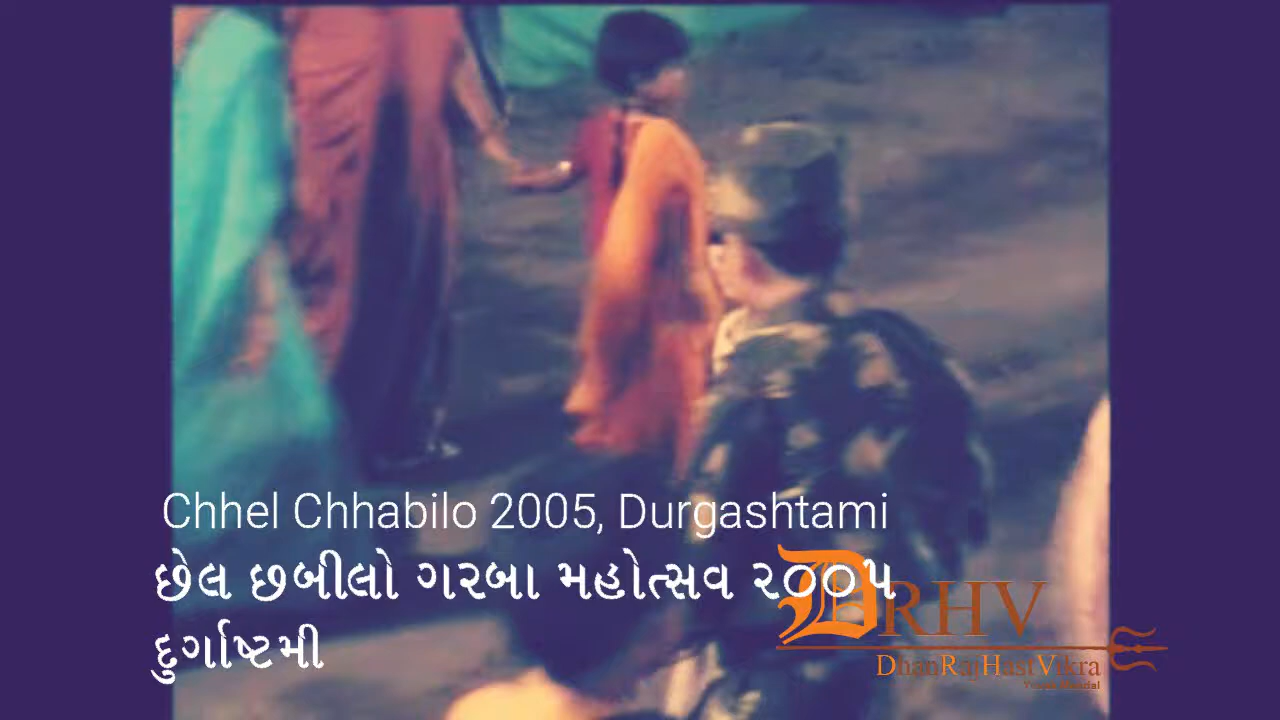 Chhel Chhabilo 2005, Durgashtami
છેલ છબીલો ગરબા મહોત્સવ ૨૦૦૫
દુર્ગાષ્ટમી
DRHV
DhanRajHastVikra